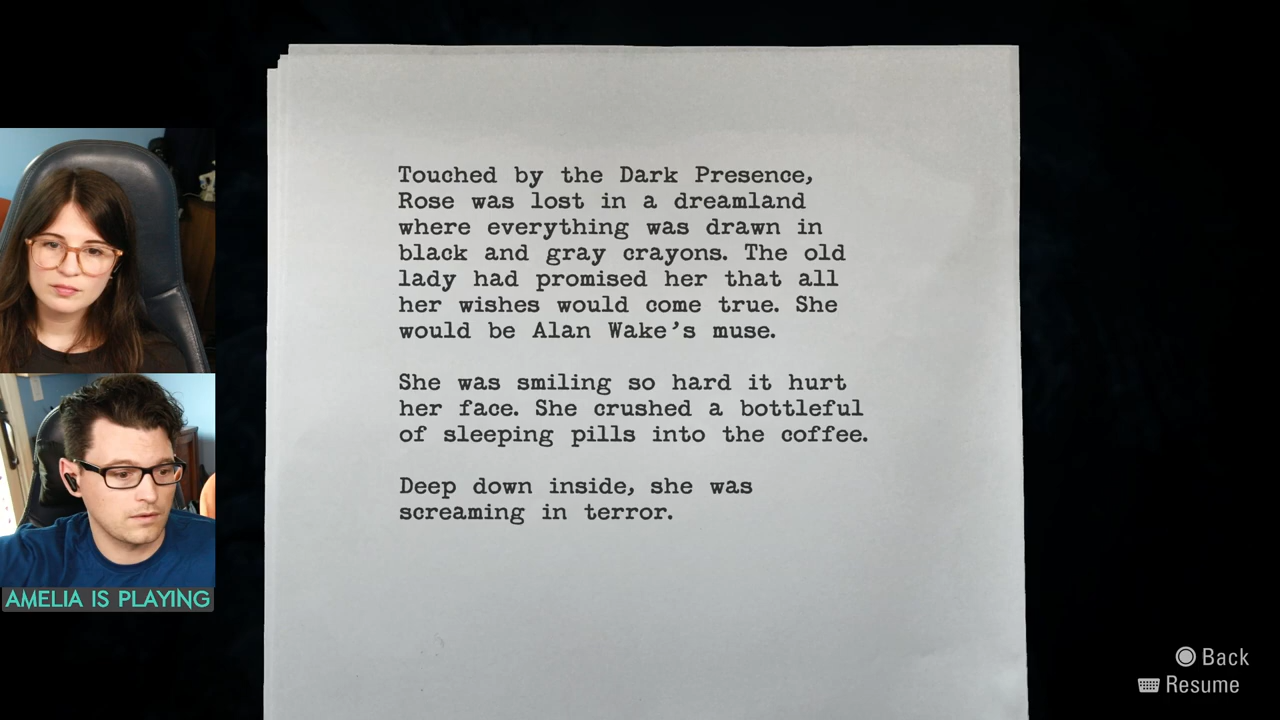 Touched by the Dark Presence,
Rose was lost in a dreamland
where everything was drawn in
black and gray crayons. The old
lady had promised her that all
her wishes would come true. She
would be Alan Wake’s muse.
She was smiling so hard it hurt
her face. She crushed a bottleful
of sleeping pills into the coffee.
Deep down inside, she was
screaming in terror.
AMELIA IS PLAYING
Back
Resume